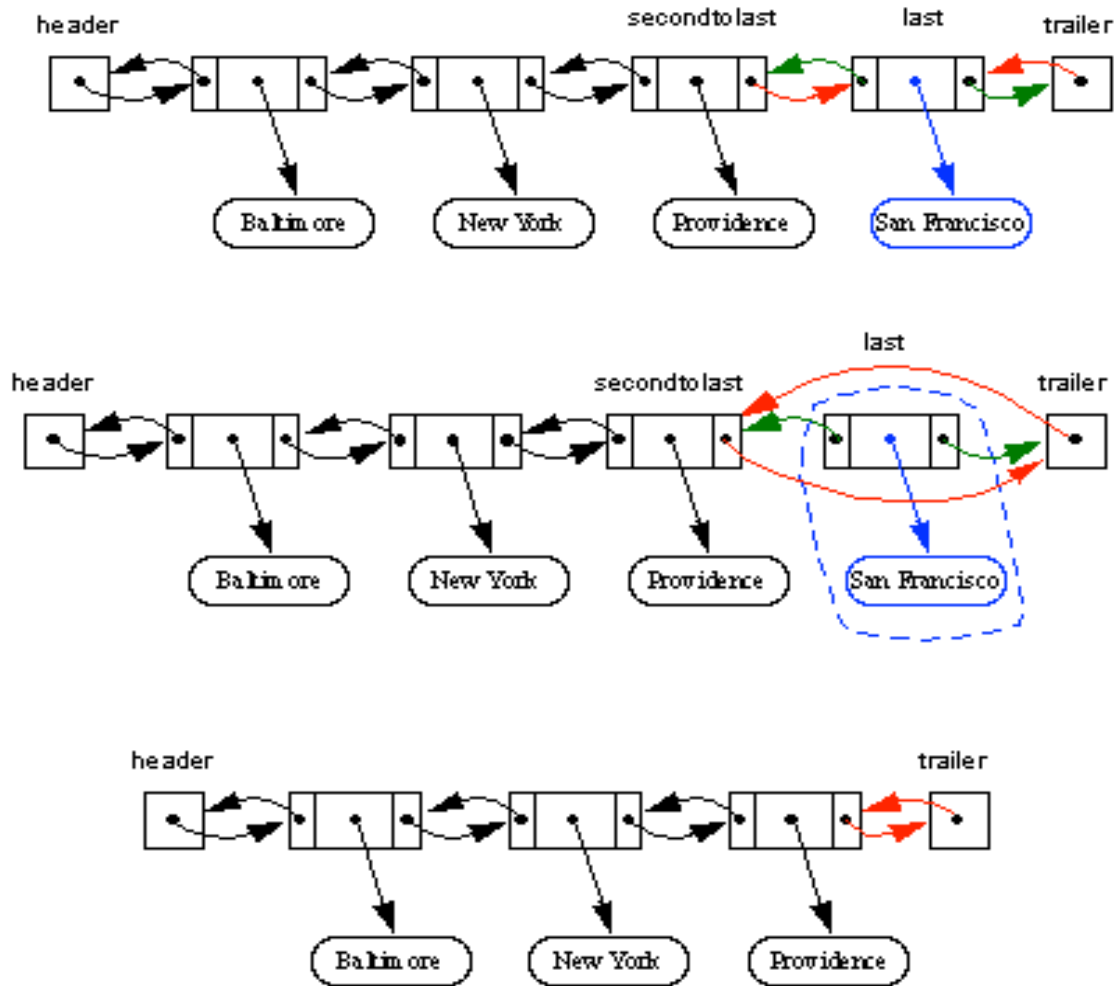 secondtolast last
header trailer
Baltimore New York Providence San Francisco
last
header secondtolast trailer
Baltimore New York Providence San Francisco
header trailer
Baltimore New York Providence